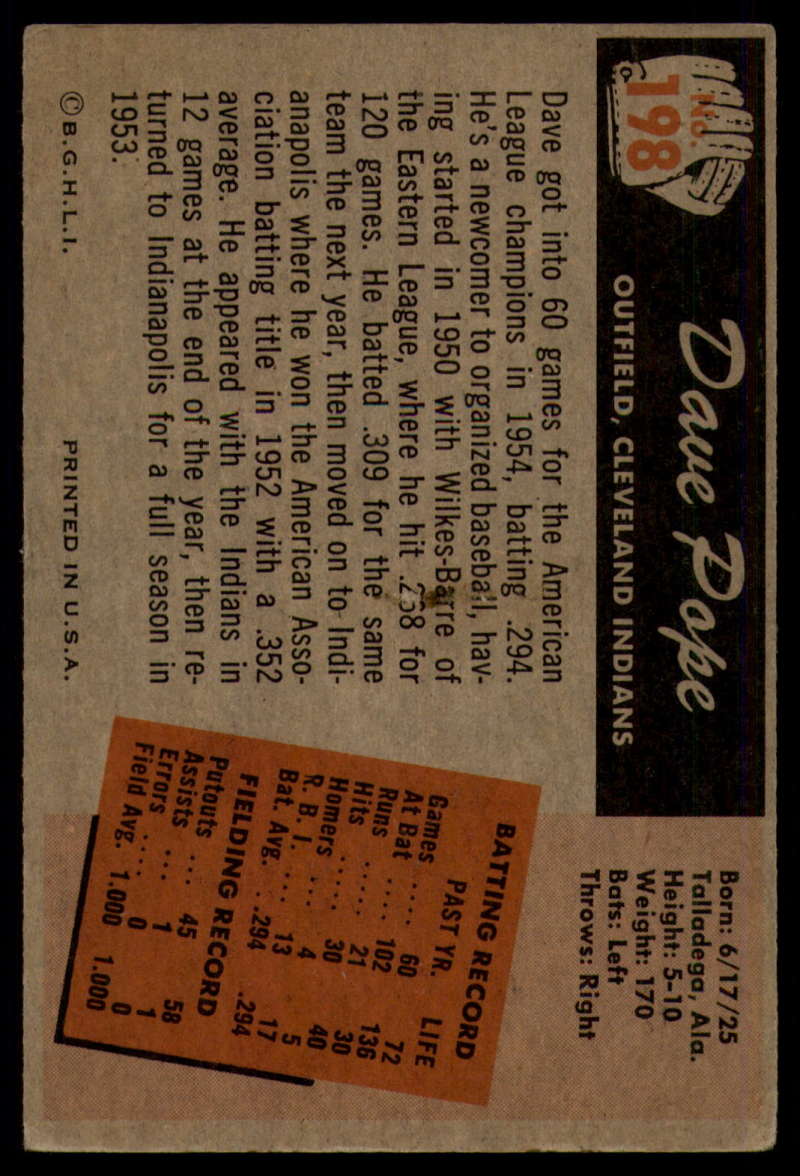 No.
198
Dave Pope
OUTFIELD, CLEVELAND INDIANS
Born: 6/17/25
Talladega, Ala.
Height: 5-10
Weight: 170
Bats: Left
Throws: Right
Dave got into 60 games for the American
League champions in 1954, batting .294.
He's a newcomer to organized baseball, hav-
ing started in 1950 with Wilkes-Barre of
the Eastern League, where he hit for
120 games. He batted .309 for the same
team the next year, then moved on to Indi-
anapolis where he won the American Asso-
ciation batting title in 1952 with a .352
average. He appeared with the Indians in
12 games at the end of the year, then re-
turned to Indianapolis for a full season in
1953.
BATTING RECORD
PAST YR. LIFE
Games .... 60 72
At Bat .... 102 136
Runs ..... 21 30
Hits ..... 30 40
Homers .... 4 5
R. B. I. ... 13 17
Bat. Avg. . .294 .294
FIELDING RECORD
Putouts ... 45 58
Assists ... 1 1
Errors .... 0 0
Field Avg. 1.000 1.000
© B.G.H.L.I. PRINTED IN U.S.A.